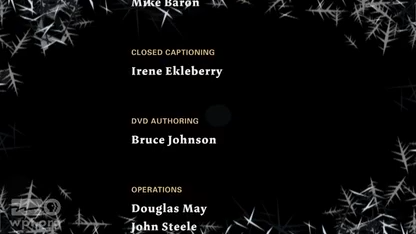 Mike Baron
CLOSED CAPTIONING
Irene Ekleberry
DVD AUTHORING
Bruce Johnson
OPERATIONS
Douglas May
John Steele